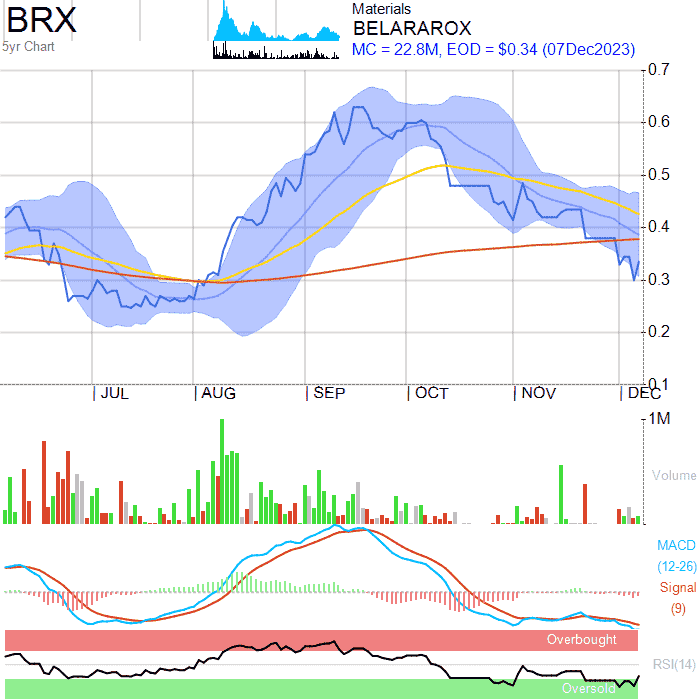 BRX
5yr Chart
Materials
BELARAROX
MC = 22.8M, EOD = $0.34 (07Dec2023)
0.7
0.6
0.5
0.4
0.3
0.2
0.1
JUL AUG SEP OCT NOV DEC
1M
Volume
MACD
(12-26)
Signal
(9)
Overbought
RSI(14)
Oversold